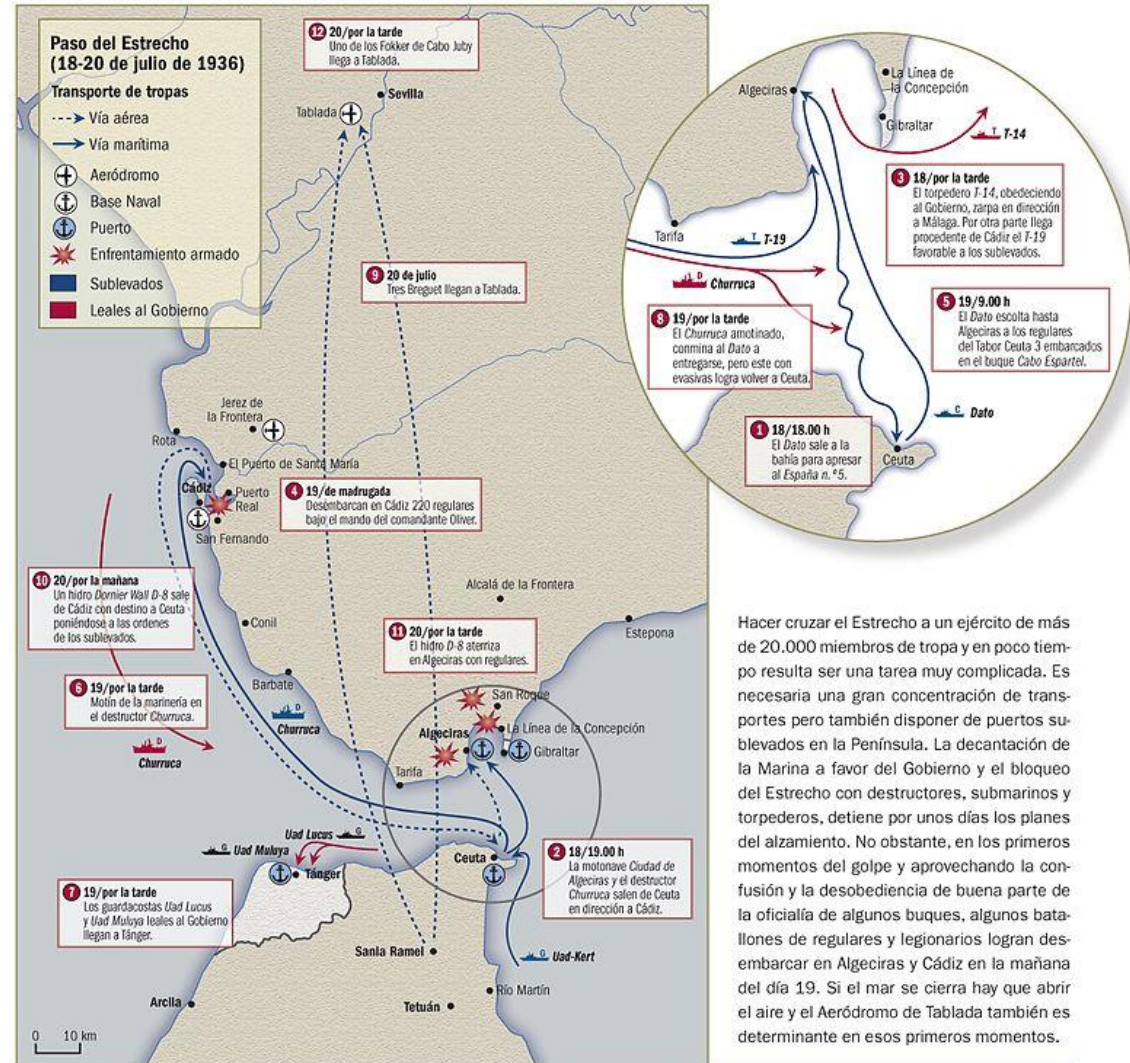 Paso del Estrecho
(18-20 de julio de 1936)
Transporte de tropas
Vía aérea
Vía marítima
Aeródromo
Base Naval
Puerto
Enfrentamiento armado
Sublevados
Leales al Gobierno
12 20/por la tarde
Uno de los Fokker de Cabo Juby
llega a Tablada.
Sevilla
Tablada
9 20 de julio
Tres Breguet llegan a Tablada.
Jerez de
la Frontera
Rota
El Puerto de Santa María
Cádiz
Puerto
Real
San Fernando
4 19/de madrugada
Desembarcan en Cádiz 220 regulares
bajo el mando del comandante Oliver.
10 20/por la mañana
Un hidro Dornier Wall D-8 sale
de Cádiz con destino a Ceuta
poniéndose a las ordenes
de los sublevados.
Conil
Alcalá de la Frontera
Estepona
11 20/por la tarde
El hidro D-8 aterriza
en Algeciras con regulares.
6 19/por la tarde
Motín de la marinería en
el destructor Churruca.
Barbate
D
Churruca
D
Churruca
San Roque
La Línea de la Concepción
Algeciras
Gibraltar
Tarifa
Uad Lucus G
G Uad Muluya
Tánger
Ceuta
7 19/por la tarde
Los guardacostas Uad Lucus
y Uad Muluya leales al Gobierno
llegan a Tánger.
2 18/19.00 h
La motonave Ciudad de
Algeciras y el destructor
Churruca salen de Ceuta
en dirección a Cádiz.
Sanla Ramel
G Uad-Kert
Río Martín
Arcila
Tetuán
0 10 km
Algeciras
La Línea de
la Concepción
Gibraltar
T T-14
3 18/por la tarde
El torpedero T-14, obedeciendo
al Gobierno, zarpa en dirección
a Málaga. Por otra parte llega
procedente de Cádiz el T-19
favorable a los sublevados.
Tarifa
T T-19
D Churruca
8 19/por la tarde
El Churruca amotinado,
conmina al Dato a
entregarse, pero este con
evasivas logra volver a Ceuta.
5 19/9.00 h
El Dato escolta hasta
Algeciras a los regulares
del Tabor Ceuta 3 embarcados
en el buque Cabo Espartel.
C Dato
1 18/18.00 h
El Dato sale a la
bahía para apresar
al España n.º 5.
Ceuta
Hacer cruzar el Estrecho a un ejército de más
de 20.000 miembros de tropa y en poco tiem-
po resulta ser una tarea muy complicada. Es
necesaria una gran concentración de trans-
portes pero también disponer de puertos su-
blevados en la Península. La decantación de
la Marina a favor del Gobierno y el bloqueo
del Estrecho con destructores, submarinos y
torpederos, detiene por unos días los planes
del alzamiento. No obstante, en los primeros
momentos del golpe y aprovechando la con-
fusión y la desobediencia de buena parte de
la oficialía de algunos buques, algunos bata-
llones de regulares y legionarios logran des-
embarcar en Algeciras y Cádiz en la mañana
del día 19. Si el mar se cierra hay que abrir
el aire y el Aeródromo de Tablada también es
determinante en esos primeros momentos.